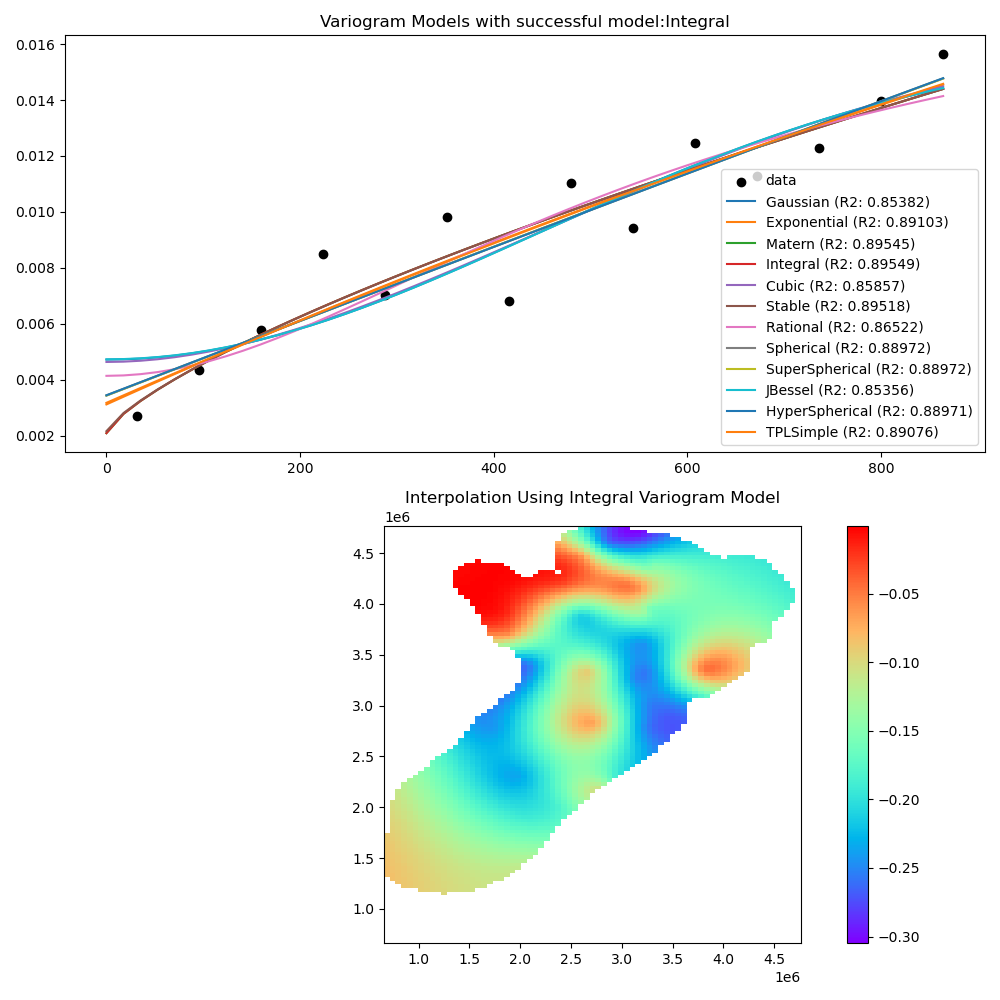 Variogram Models with successful model:Integral
0.016
0.014
0.012
0.010
0.008
0.006
0.004
0.002
data
Gaussian (R2: 0.85382)
Exponential (R2: 0.89103)
Matern (R2: 0.89545)
Integral (R2: 0.89549)
Cubic (R2: 0.85857)
Stable (R2: 0.89518)
Rational (R2: 0.86522)
Spherical (R2: 0.88972)
SuperSpherical (R2: 0.88972)
JBessel (R2: 0.85356)
HyperSpherical (R2: 0.88971)
TPLSimple (R2: 0.89076)
0 200 400 600 800
Interpolation Using Integral Variogram Model
1e6
4.5
4.0
3.5
3.0
2.5
2.0
1.5
1.0
1.0 1.5 2.0 2.5 3.0 3.5 4.0 4.5
1e6
−0.05
−0.10
−0.15
−0.20
−0.25
−0.30